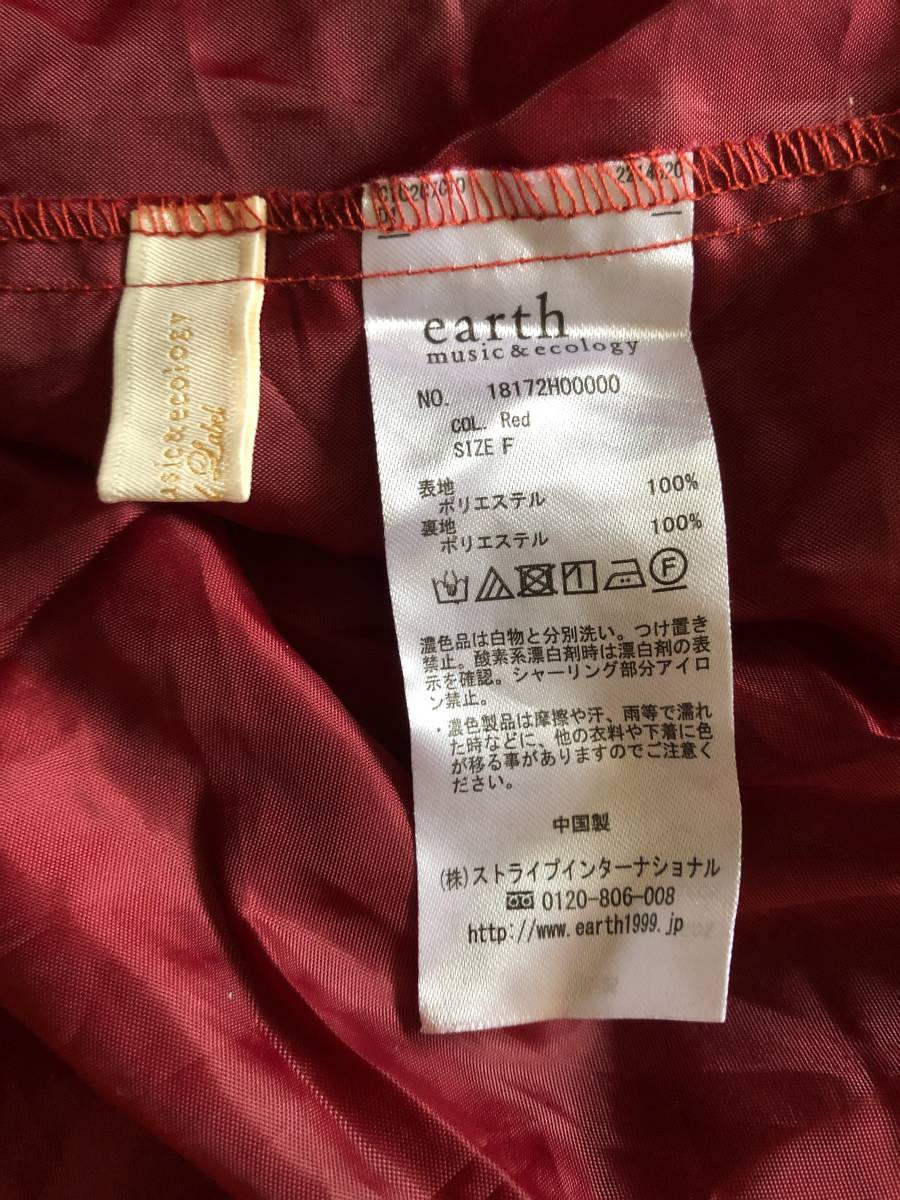 music&ecology
Label
earth
music&ecology
NO. 18172H00000
COL. Red
SIZE F
表地
ポリエステル 100%
裏地
ポリエステル 100%
F
濃色品は白物と分別洗い。つけ置き
禁止。酸素系漂白剤時は漂白剤の表
示を確認。シャーリング部分アイロ
ン禁止。
・濃色製品は摩擦や汗、雨等で濡れ
た時などに、他の衣料や下着に色
が移る事がありますのでご注意く
ださい。
中国製
(株)ストライプインターナショナル
0120-806-008
http://www.earth1999.jp